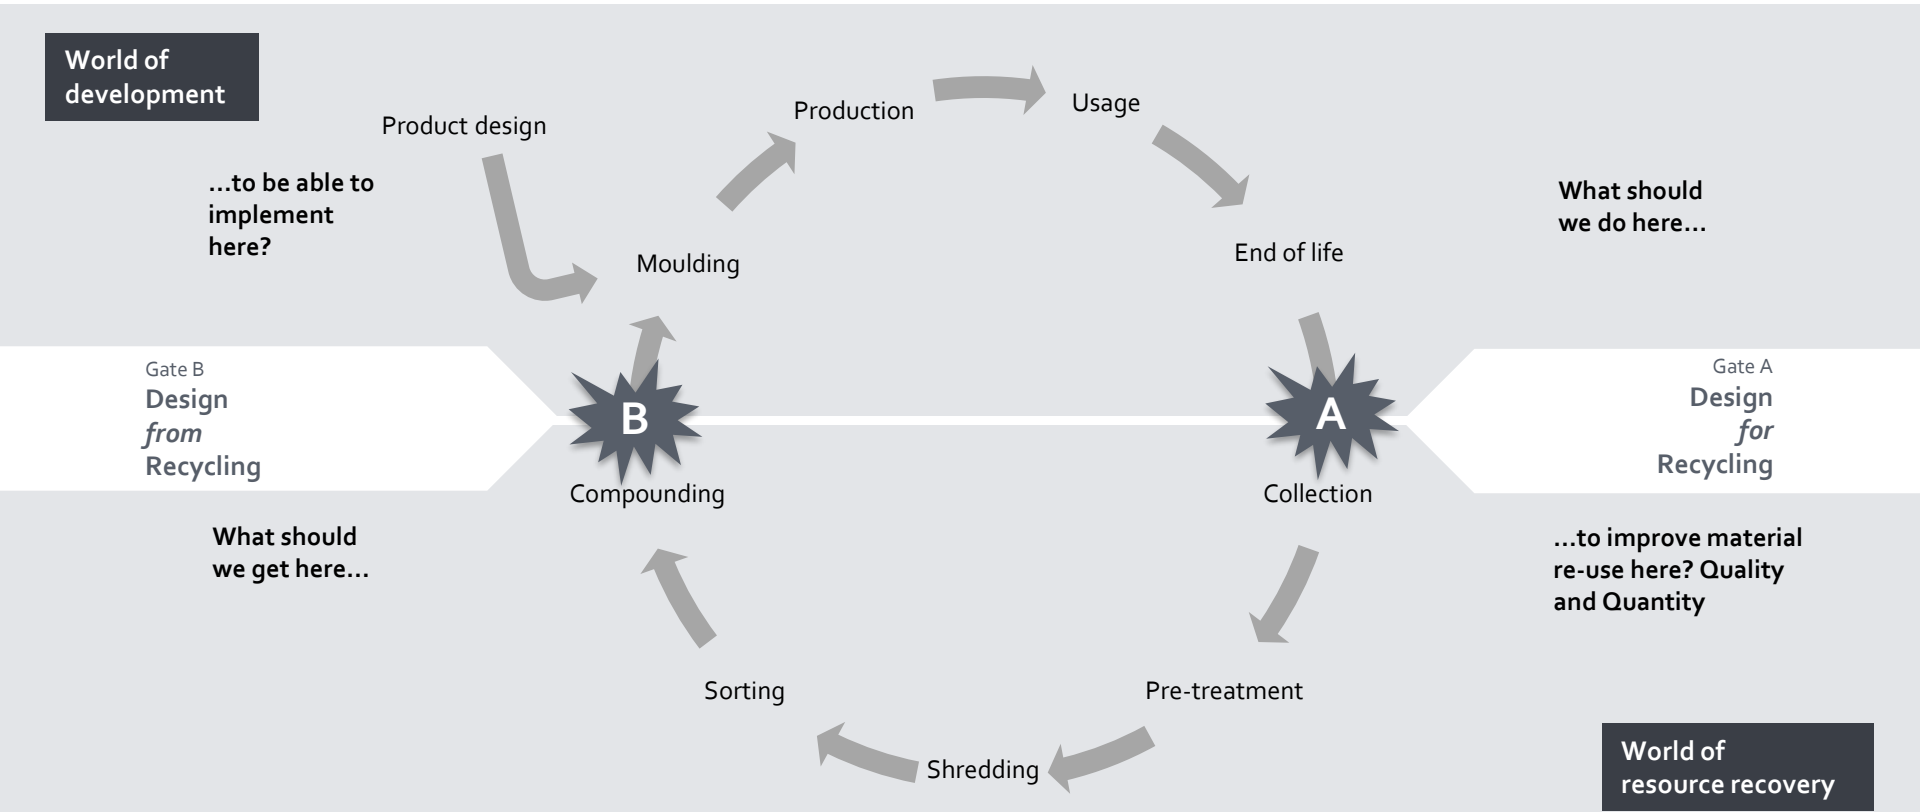 World of
development
Product design
Production
Usage
...to be able to
implement
here?
What should
we do here...
Moulding
End of life
Gate B
Design
from
Recycling
B
A
Gate A
Design
for
Recycling
Compounding
Collection
What should
we get here...
...to improve material
re-use here? Quality
and Quantity
Sorting
Pre-treatment
Shredding
World of
resource recovery